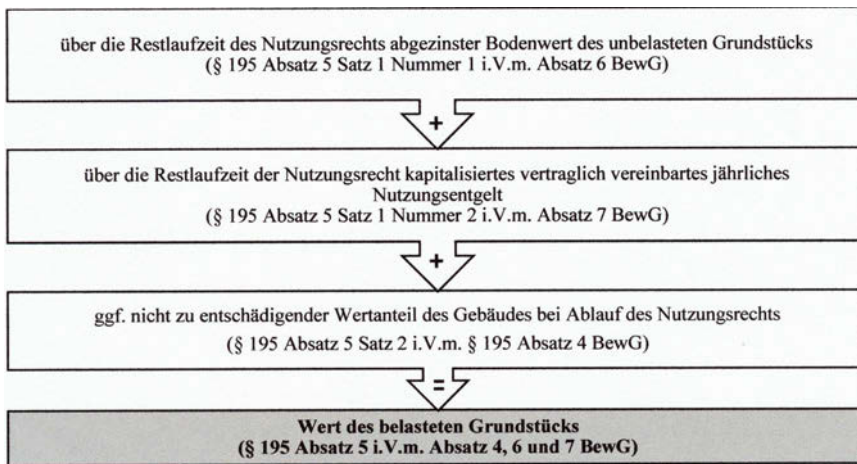 über die Restlaufzeit des Nutzungsrechts abgezinster Bodenwert des unbelasteten Grundstücks
(§ 195 Absatz 5 Satz 1 Nummer 1 i.V.m. Absatz 6 BewG)
+
über die Restlaufzeit der Nutzungsrecht kapitalisiertes vertraglich vereinbartes jährliches
Nutzungsentgelt
(§ 195 Absatz 5 Satz 1 Nummer 2 i.V.m. Absatz 7 BewG)
+
ggf. nicht zu entschädigender Wertanteil des Gebäudes bei Ablauf des Nutzungsrechts
(§ 195 Absatz 5 Satz 2 i.V.m. § 195 Absatz 4 BewG)
=
Wert des belasteten Grundstücks
(§ 195 Absatz 5 i.V.m. Absatz 4, 6 und 7 BewG)